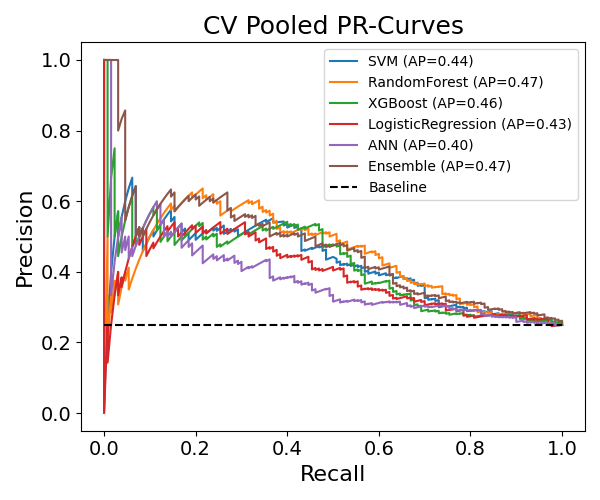 CV Pooled PR-Curves
SVM (AP=0.44)
RandomForest (AP=0.47)
XGBoost (AP=0.46)
LogisticRegression (AP=0.43)
ANN (AP=0.40)
Ensemble (AP=0.47)
Baseline
Precision
1.0
0.8
0.6
0.4
0.2
0.0
0.0 0.2 0.4 0.6 0.8 1.0
Recall